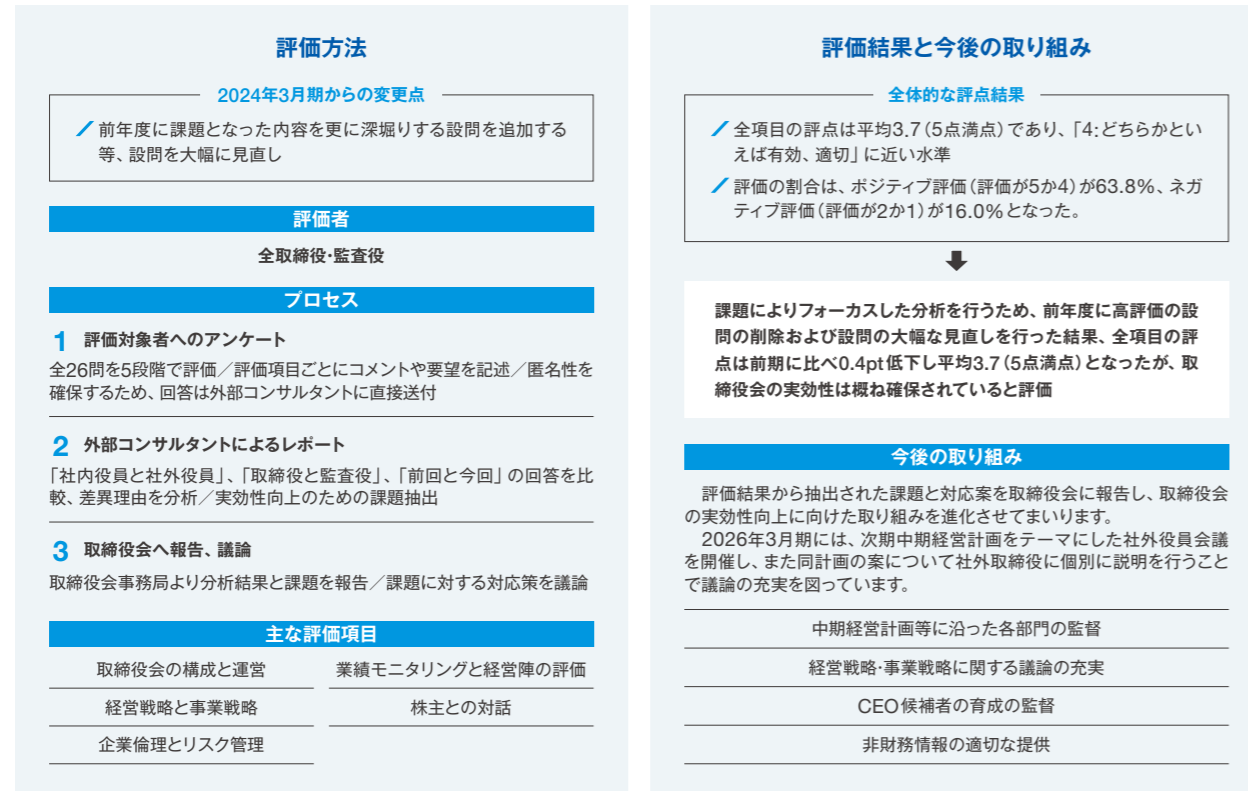 評価方法
2024年3月期からの変更点
前年度に課題となった内容を更に深堀りする設問を追加する
等、設問を大幅に見直し
評価者
全取締役・監査役
プロセス
1 評価対象者へのアンケート
全26問を5段階で評価／評価項目ごとにコメントや要望を記述／匿名性を
確保するため、回答は外部コンサルタントに直接送付
2 外部コンサルタントによるレポート
「社内役員と社外役員」、「取締役と監査役」、「前回と今回」の回答を比
較、差異理由を分析／実効性向上のための課題抽出
3 取締役会へ報告、議論
取締役会事務局より分析結果と課題を報告／課題に対する対応策を議論
主な評価項目
取締役会の構成と運営 業績モニタリングと経営陣の評価
経営戦略と事業戦略 株主との対話
企業倫理とリスク管理
評価結果と今後の取り組み
全体的な評点結果
全項目の評点は平均3.7（5点満点）であり、「4:どちらかとい
えば有効、適切」に近い水準
評価の割合は、ポジティブ評価（評価が5か4）が63.8%、ネガ
ティブ評価（評価が2か1）が16.0%となった。
課題によりフォーカスした分析を行うため、前年度に高評価の設
問の削除および設問の大幅な見直しを行った結果、全項目の評
点は前期に比べ0.4pt低下し平均3.7（5点満点）となったが、取
締役会の実効性は概ね確保されていると評価
今後の取り組み
評価結果から抽出された課題と対応案を取締役会に報告し、取締役会
の実効性向上に向けた取り組みを進化させてまいります。
2026年3月期には、次期中期経営計画をテーマにした社外役員会議
を開催し、また同計画の案について社外取締役に個別に説明を行うこと
で議論の充実を図っています。
中期経営計画等に沿った各部門の監督
経営戦略・事業戦略に関する議論の充実
CEO候補者の育成の監督
非財務情報の適切な提供